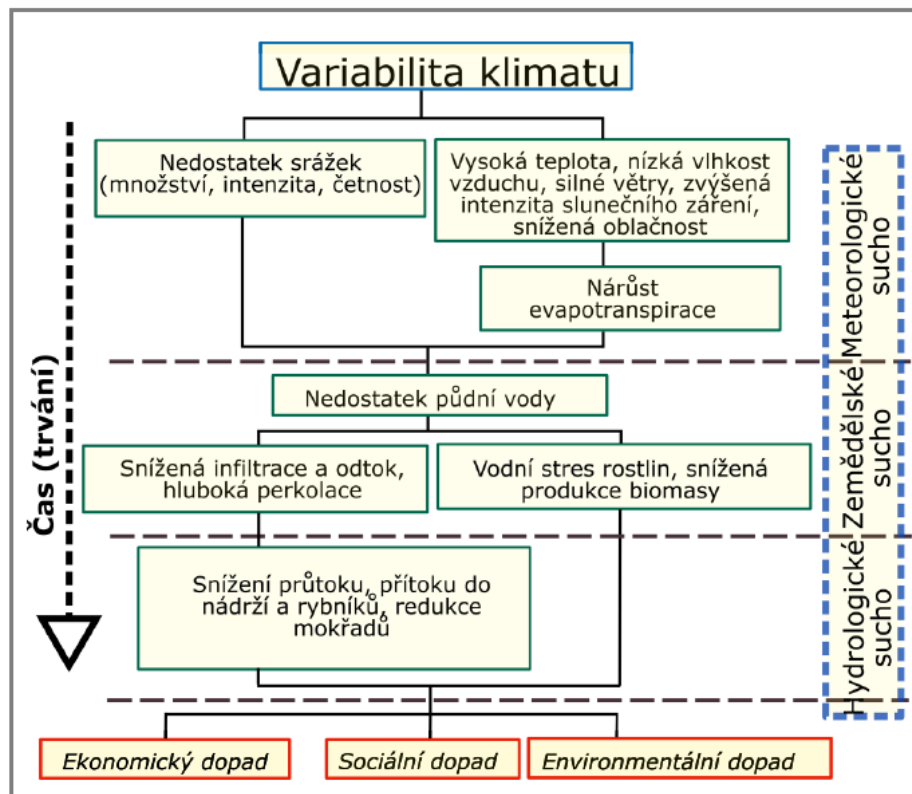 Variabilita klimatu
Nedostatek srážek
(množství, intenzita, četnost)
Vysoká teplota, nízká vlhkost
vzduchu, silné větry, zvýšená
intenzita slunečního záření,
snížená oblačnost
Nárůst
evapotranspirace
Nedostatek půdní vody
Snížená infiltrace a odtok,
hluboká perkolace
Vodní stres rostlin, snížená
produkce biomasy
Snížení průtoku, přítoku do
nádrží a rybníků, redukce
mokřadů
Ekonomický dopad
Sociální dopad
Environmentální dopad
Čas (trvání)
Meteorologické
sucho
Zemědělské
sucho
Hydrologické
sucho